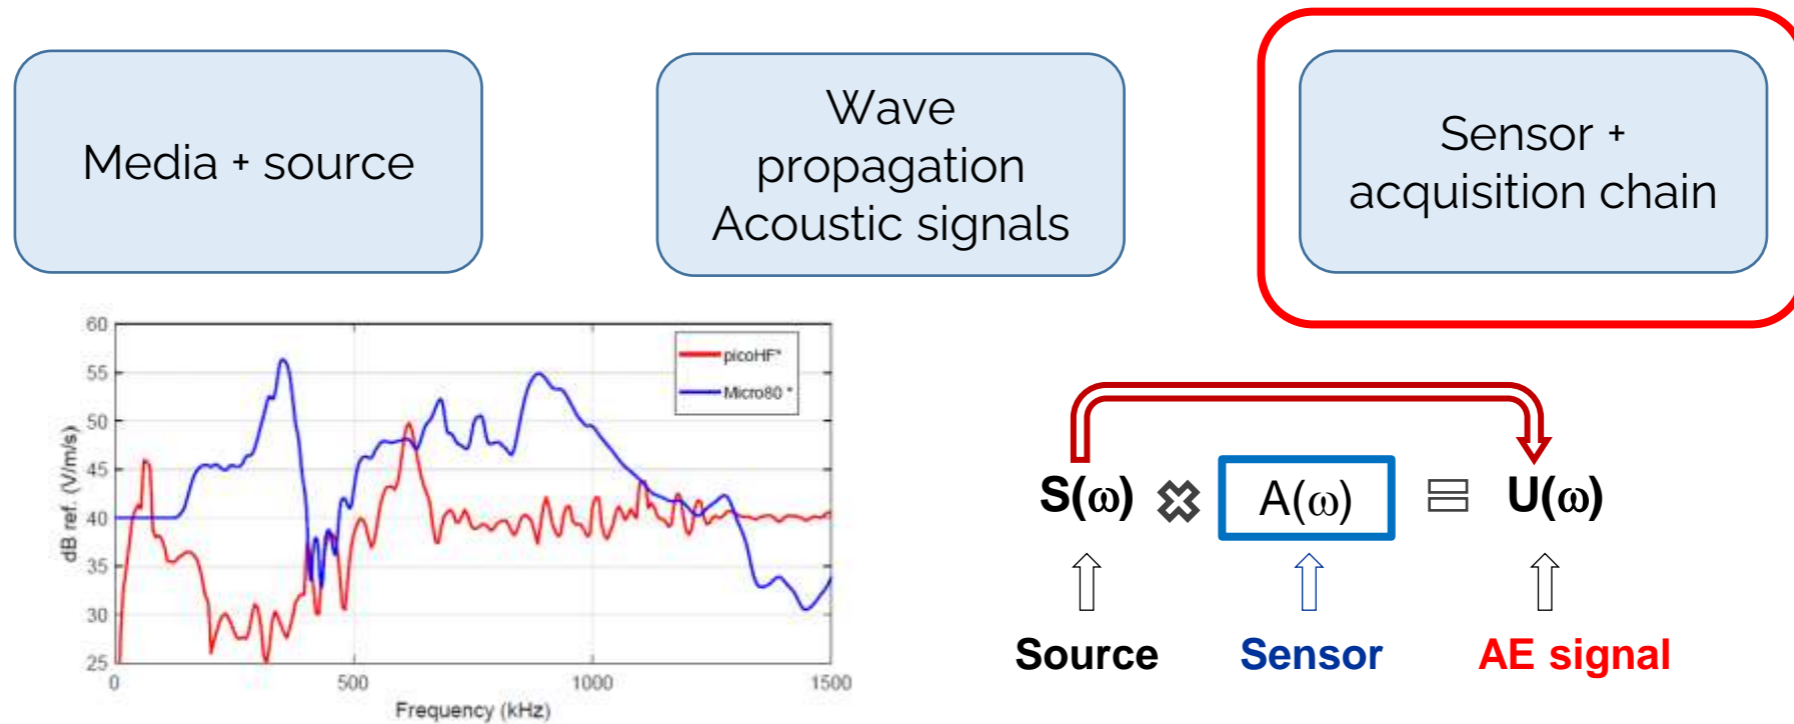 Media + source
Wave
propagation
Acoustic signals
Sensor +
acquisition chain
60
55
50
45
40
35
30
25
dB ref. (V/m/s)
picoHF*
Micro80 *
0
500
1000
1500
Frequency (kHz)
S(ω) × A(ω) = U(ω)
Source
Sensor
AE signal